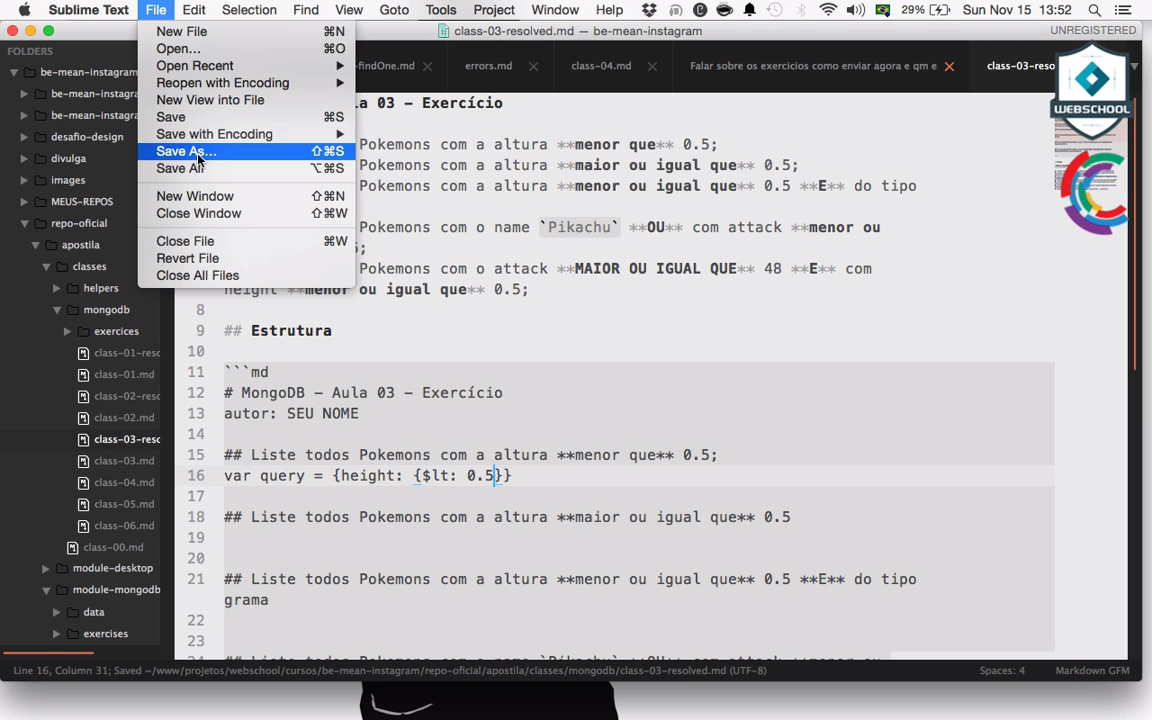 Sublime Text File Edit Selection Find View Goto Tools Project Window Help 29% Sun Nov 15 13:52
class-03-resolved.md — be-mean-instagram UNREGISTERED
findOne.md errors.md class-04.md Falar sobre os exercicios como enviar agora e qm e class-03-reso
New File ⌘N
Open... ⌘O
Open Recent
Reopen with Encoding
New View into File
Save ⌘S
Save with Encoding
Save As... ⇧⌘S
Save All ⌥⌘S
New Window ⇧⌘N
Close Window ⇧⌘W
Close File ⌘W
Revert File
Close All Files
FOLDERS
be-mean-instagram
be-mean-instagra
be-mean-instagra
desafio-design
divulga
images
MEUS-REPOS
repo-oficial
apostila
classes
helpers
mongodb
exercices
class-01-reso
class-01.md
class-02-reso
class-02.md
class-03-reso
class-03.md
class-04.md
class-05.md
class-06.md
class-00.md
module-desktop
module-mongodb
data
exercises
la 03 – Exercício
Pokemons com a altura **menor que** 0.5;
Pokemons com a altura **maior ou igual que** 0.5;
Pokemons com a altura **menor ou igual que** 0.5 **E** do tipo
Pokemons com o name `Pikachu` **OU** com attack **menor ou
;
Pokemons com o attack **MAIOR OU IGUAL QUE** 48 **E** com
height **menor ou igual que** 0.5;
8
9 ## Estrutura
10
11 ```md
12 # MongoDB – Aula 03 – Exercício
13 autor: SEU NOME
14
15 ## Liste todos Pokemons com a altura **menor que** 0.5;
16 var query = {height: {$lt: 0.5}}
17
18 ## Liste todos Pokemons com a altura **maior ou igual que** 0.5
19
20
21 ## Liste todos Pokemons com a altura **menor ou igual que** 0.5 **E** do tipo
grama
22
23
24 ## Liste todos Pokemons com o name `Pikachu` **OU** com attack **menor ou
WEBSCHOOL
Line 16, Column 31; Saved ~/www/projetos/webschool/cursos/be-mean-instagram/repo-oficial/apostila/classes/mongodb/class-03-resolved.md (UTF-8) Spaces: 4 Markdown GFM